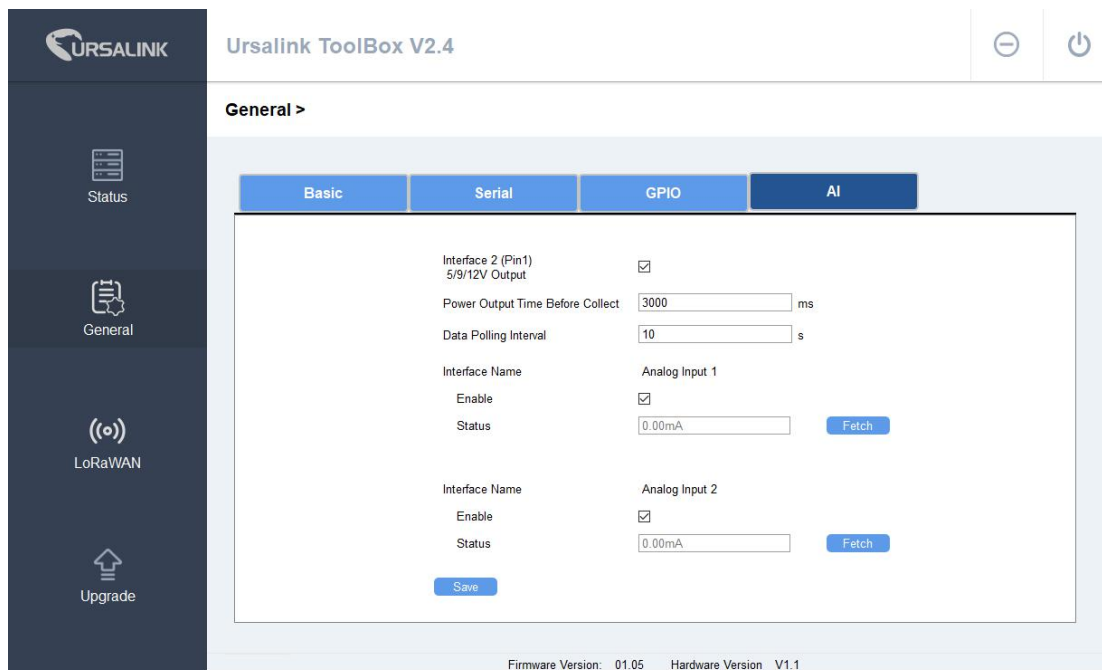 URSALINK
Ursalink ToolBox V2.4
General >
Status
General
LoRaWAN
Upgrade
Basic
Serial
GPIO
AI
Interface 2 (Pin1)
5/9/12V Output
Power Output Time Before Collect 3000 ms
Data Polling Interval 10 s
Interface Name Analog Input 1
Enable
Status 0.00mA Fetch
Interface Name Analog Input 2
Enable
Status 0.00mA Fetch
Save
Firmware Version: 01.05 Hardware Version V1.1